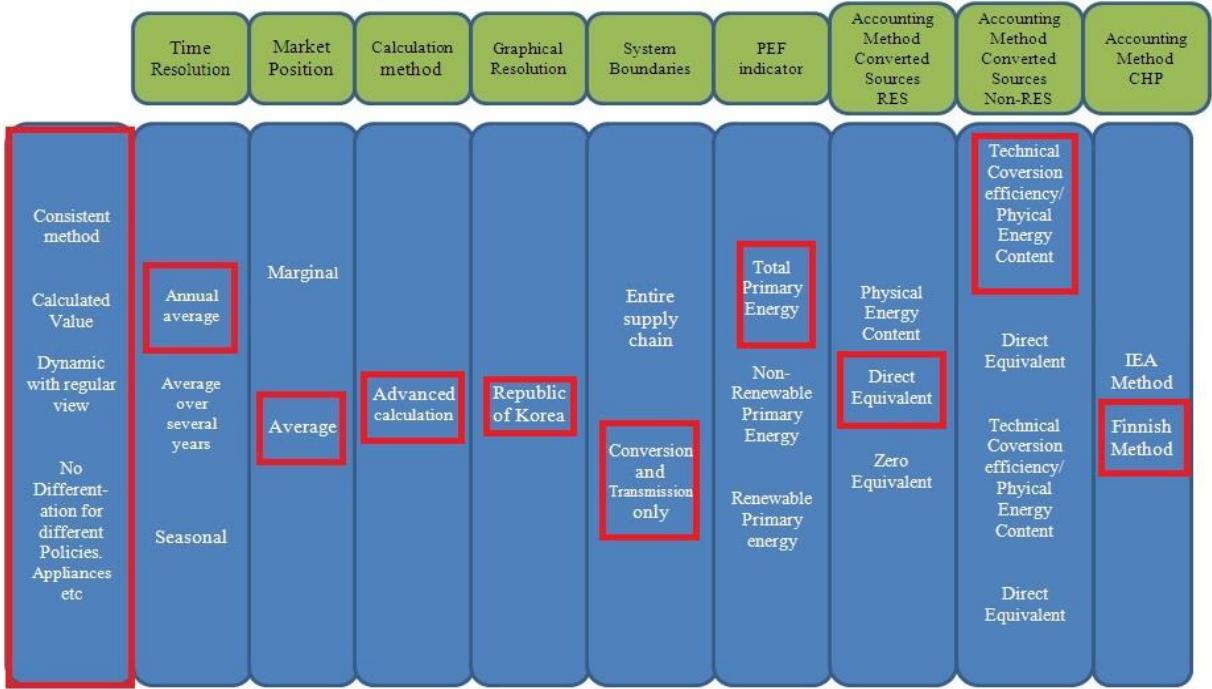 Time
Resolution
Market
Position
Calculation
method
Graphical
Resolution
System
Boundaries
PEF
indicator
Accounting
Method
Converted
Sources
RES
Accounting
Method
Converted
Sources
Non-RES
Accounting
Method
CHP
Consistent
method
Calculated
Value
Dynamic
with regular
view
No
Different-
ation for
different
Policies.
Appliances
etc
Annual
average
Average
over
several
years
Seasonal
Marginal
Average
Advanced
calculation
Republic
of Korea
Entire
supply
chain
Conversion
and
Transmission
only
Total
Primary
Energy
Non-
Renewable
Primary
Energy
Renewable
Primary
energy
Physical
Energy
Content
Direct
Equivalent
Zero
Equivalent
Technical
Coversion
efficiency/
Phyical
Energy
Content
Direct
Equivalent
Technical
Coversion
efficiency/
Phyical
Energy
Content
Direct
Equivalent
IEA
Method
Finnish
Method